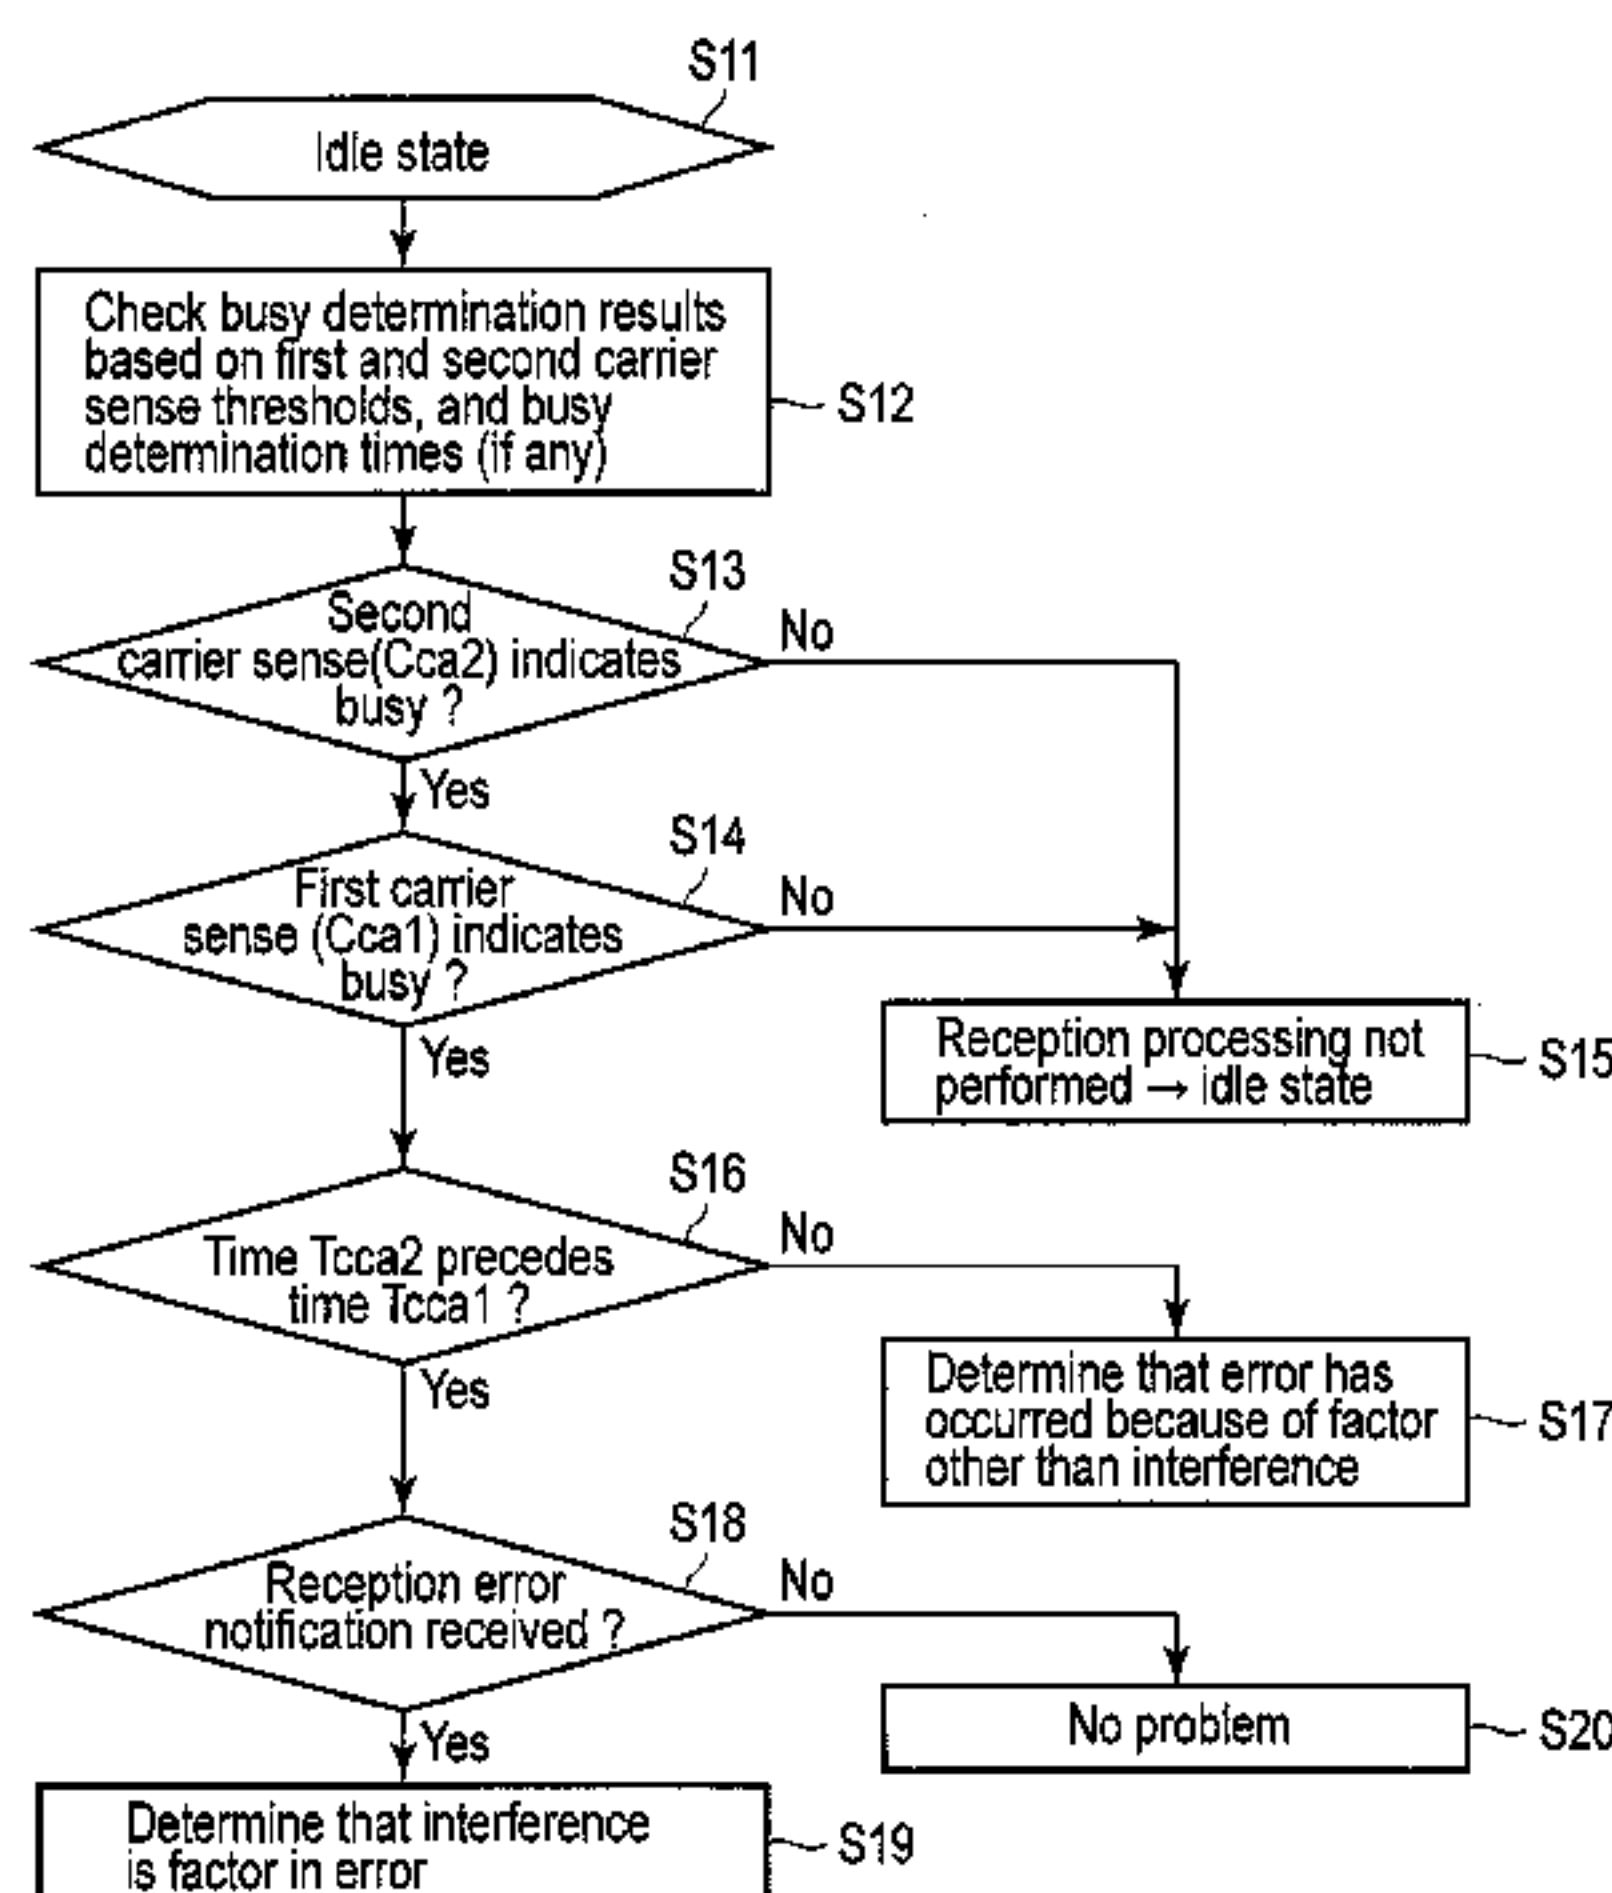 S11
Idle state
Check busy determination results
based on first and second carrier
sense thresholds, and busy
determination times (if any)
S12
S13
Second
carrier sense(Cca2) indicates
busy ?
No
Yes
S14
First carrier
sense (Cca1) indicates
busy ?
No
Yes
Reception processing not
performed → idle state
S15
S16
Time Tcca2 precedes
time Tcca1 ?
No
Yes
Determine that error has
occurred because of factor
other than interference
S17
S18
Reception error
notification received ?
No
Yes
No problem
S20
Determine that interference
is factor in error
S19